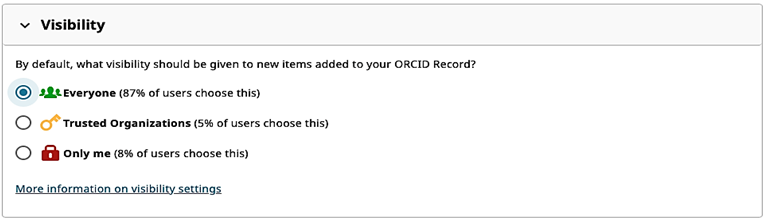 Visibility
By default, what visibility should be given to new items added to your ORCID Record?
Everyone (87% of users choose this)
Trusted Organizations (5% of users choose this)
Only me (8% of users choose this)
More information on visibility settings